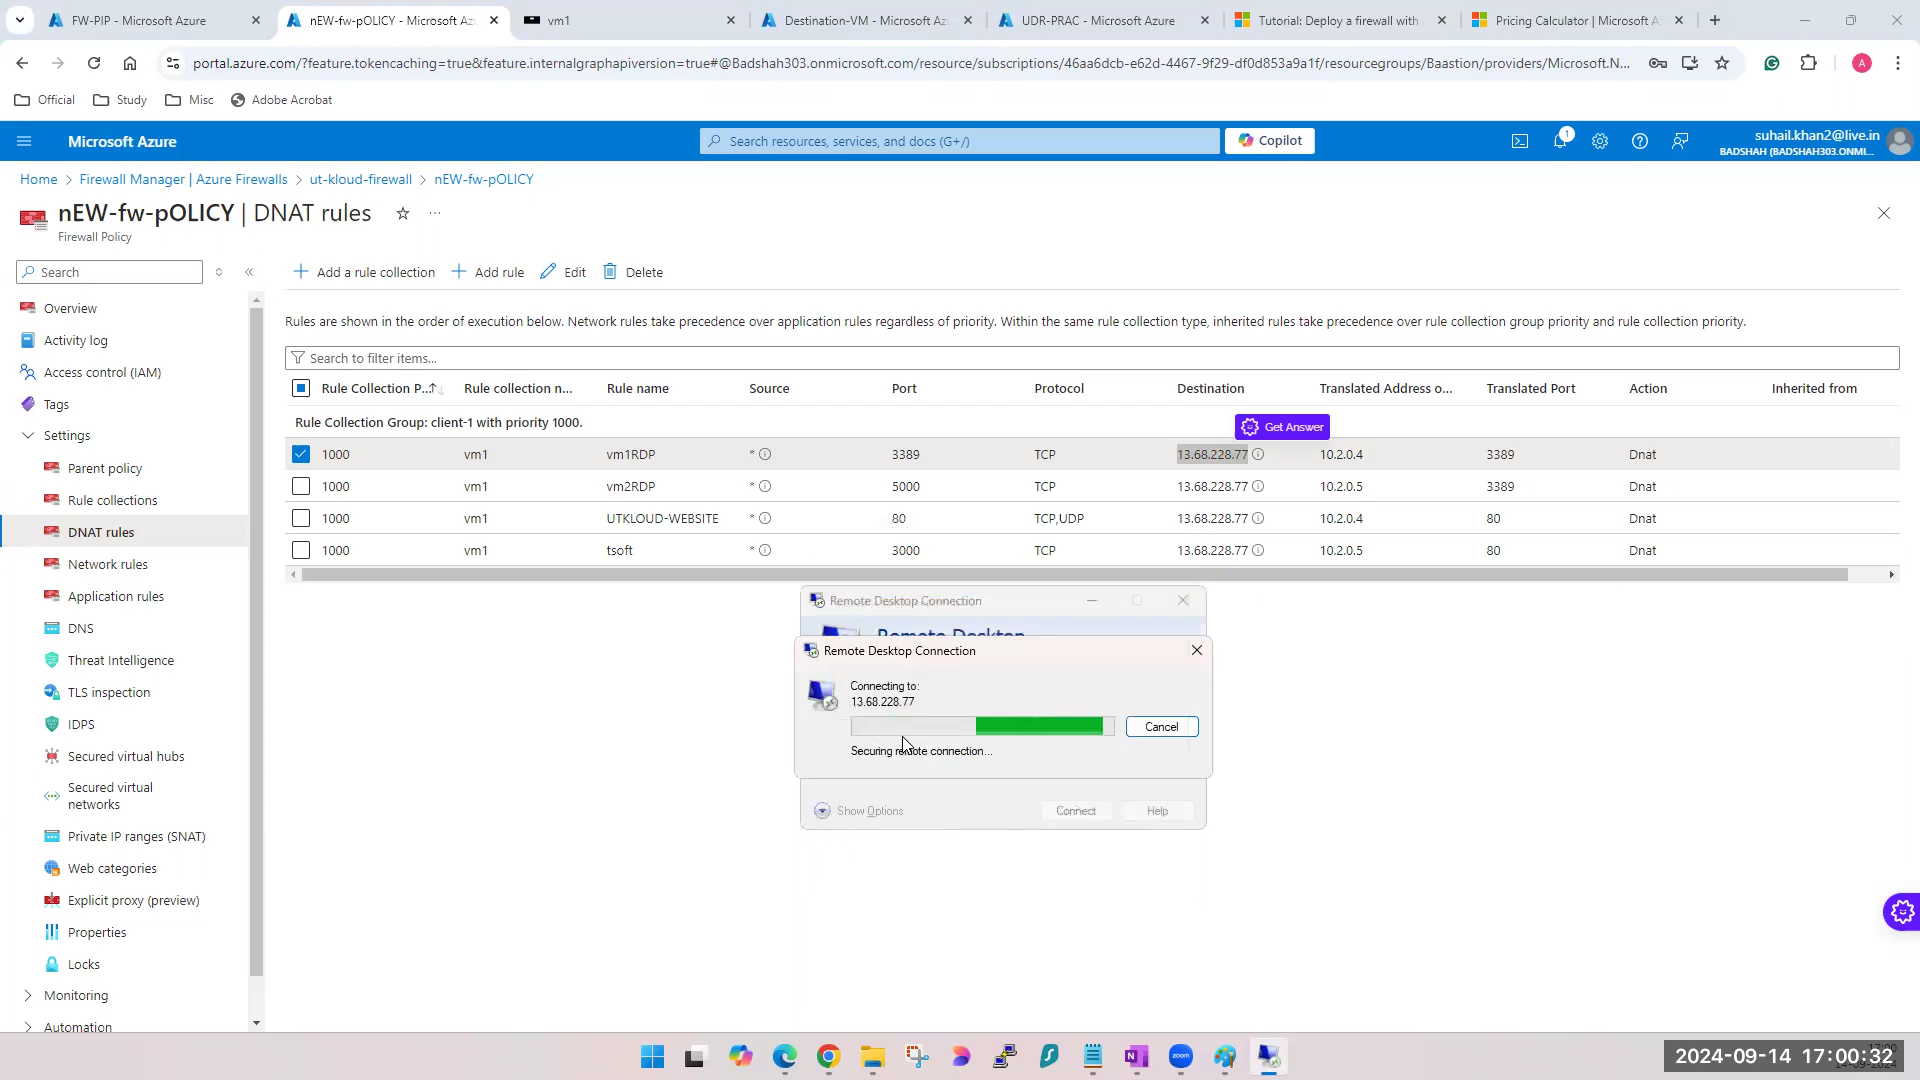 FW-PIP - Microsoft Azure
nEW-fw-pOLICY - Microsoft Az
vm1
Destination-VM - Microsoft Az
UDR-PRAC - Microsoft Azure
Tutorial: Deploy a firewall with
Pricing Calculator | Microsoft A
portal.azure.com/?feature.tokencaching=true&feature.internalgraphapiversion=true#@Badshah303.onmicrosoft.com/resource/subscriptions/46aa6dcb-e62d-4467-9f29-df0d853a9a1f/resourcegroups/Baastion/providers/Microsoft.N...
Official
Study
Misc
Adobe Acrobat
Microsoft Azure
Search resources, services, and docs (G+/)
Copilot
1
suhail.khan2@live.in
BADSHAH (BADSHAH303.ONMI...
Home > Firewall Manager | Azure Firewalls > ut-kloud-firewall > nEW-fw-pOLICY
nEW-fw-pOLICY | DNAT rules
Firewall Policy
Search
Overview
Activity log
Access control (IAM)
Tags
Settings
Parent policy
Rule collections
DNAT rules
Network rules
Application rules
DNS
Threat Intelligence
TLS inspection
IDPS
Secured virtual hubs
Secured virtual
networks
Private IP ranges (SNAT)
Web categories
Explicit proxy (preview)
Properties
Locks
Monitoring
Automation
Add a rule collection
Add rule
Edit
Delete
Rules are shown in the order of execution below. Network rules take precedence over application rules regardless of priority. Within the same rule collection type, inherited rules take precedence over rule collection group priority and rule collection priority.
Search to filter items...
Rule Collection P... Rule collection n... Rule name Source Port Protocol Destination Translated Address o... Translated Port Action Inherited from
Rule Collection Group: client-1 with priority 1000.
Get Answer
1000 vm1 vm1RDP * 3389 TCP 13.68.228.77 10.2.0.4 3389 Dnat
1000 vm1 vm2RDP * 5000 TCP 13.68.228.77 10.2.0.5 3389 Dnat
1000 vm1 UTKLOUD-WEBSITE * 80 TCP,UDP 13.68.228.77 10.2.0.4 80 Dnat
1000 vm1 tsoft * 3000 TCP 13.68.228.77 10.2.0.5 80 Dnat
Remote Desktop Connection
Remote Desktop
Remote Desktop Connection
Connecting to:
13.68.228.77
Cancel
Securing remote connection...
Show Options
Connect
Help
zoom
2024-09-14 17:00:32